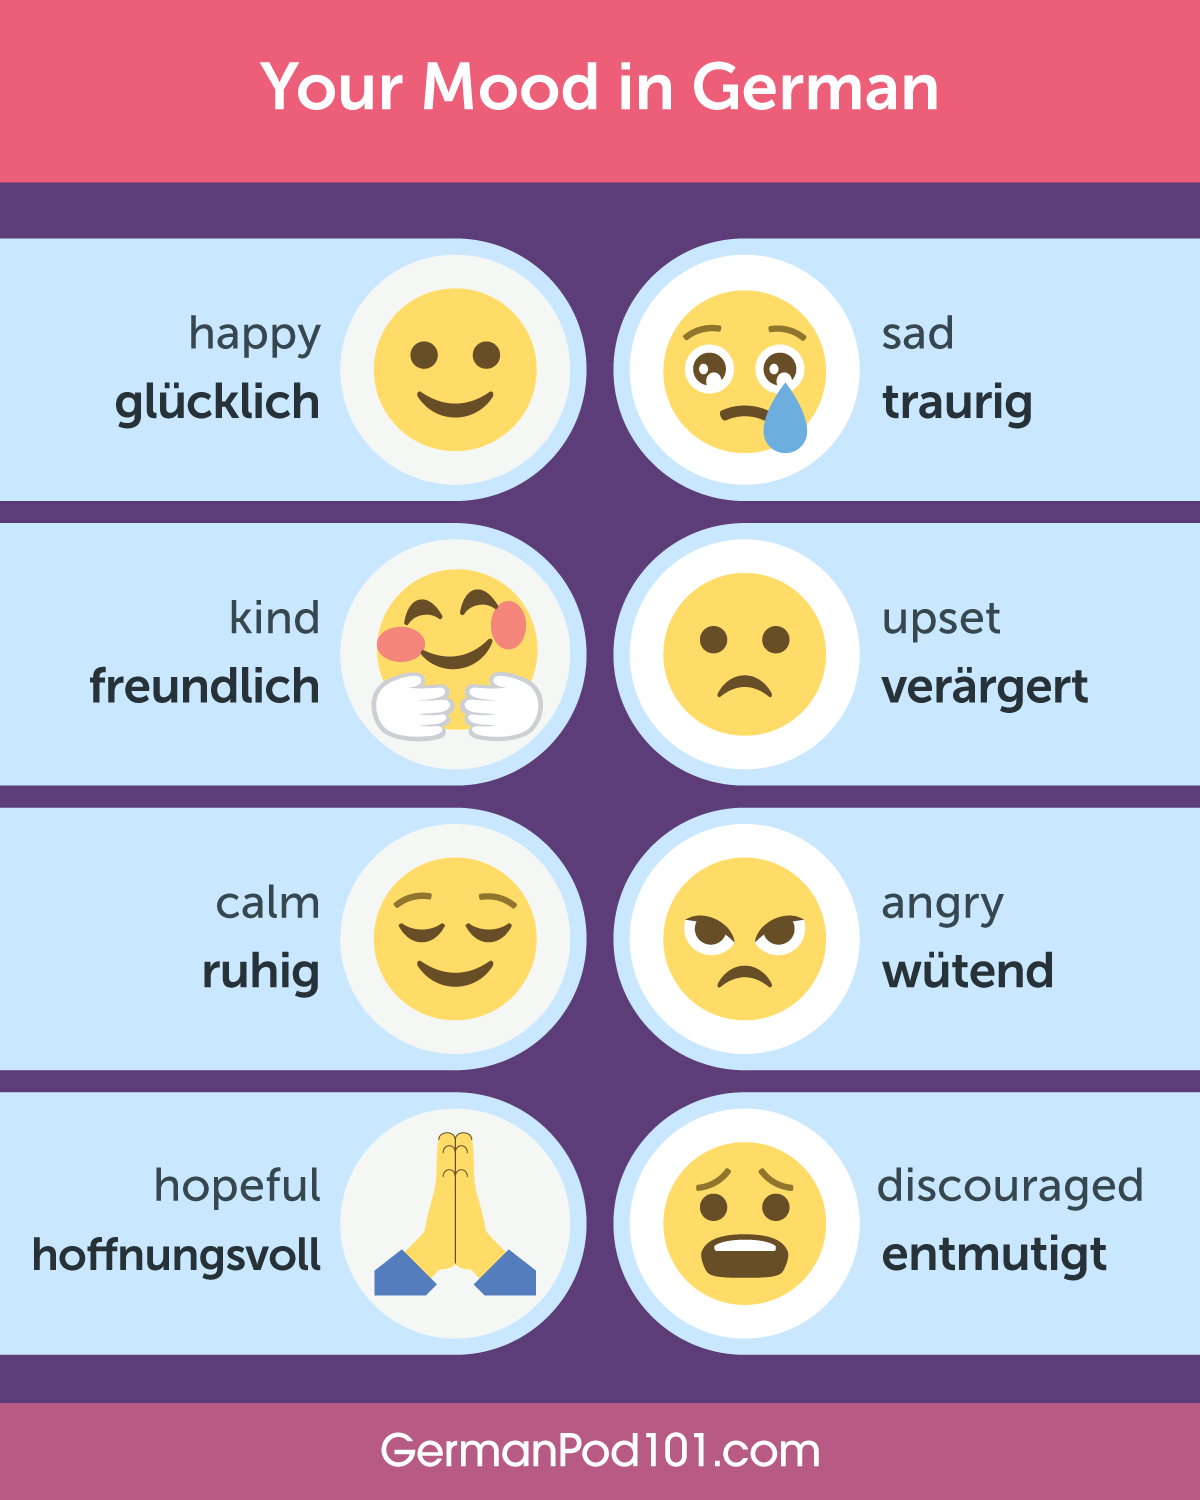 Your Mood in German
happy
glücklich
sad
traurig
kind
freundlich
upset
verärgert
calm
ruhig
angry
wütend
hopeful
hoffnungsvoll
discouraged
entmutigt
GermanPod101.com